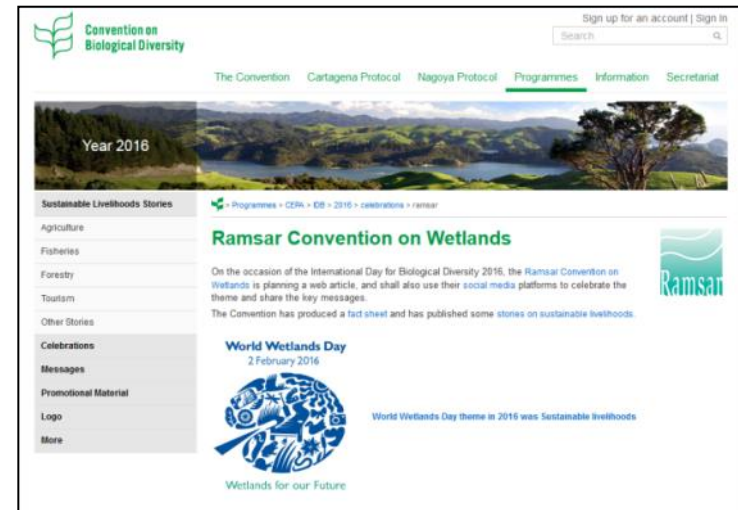 Sign up for an account | Sign In
Convention on
Biological Diversity
Search
The Convention Cartagena Protocol Nagoya Protocol Programmes Information Secretariat
Year 2016
Sustainable Livelihoods Stories
Agriculture
Fisheries
Forestry
Tourism
Other Stories
Celebrations
Messages
Promotional Material
Logo
More
> Programmes > CEPA > IDB > 2016 > celebrations > ramsar
Ramsar Convention on Wetlands
On the occasion of the International Day for Biological Diversity 2016, the Ramsar Convention on
Wetlands is planning a web article, and shall also use their social media platforms to celebrate the
theme and share the key messages.
The Convention has produced a fact sheet and has published some stories on sustainable livelihoods.
Ramsar
World Wetlands Day
2 February 2016
Wetlands for our Future
World Wetlands Day theme in 2016 was Sustainable livelihoods